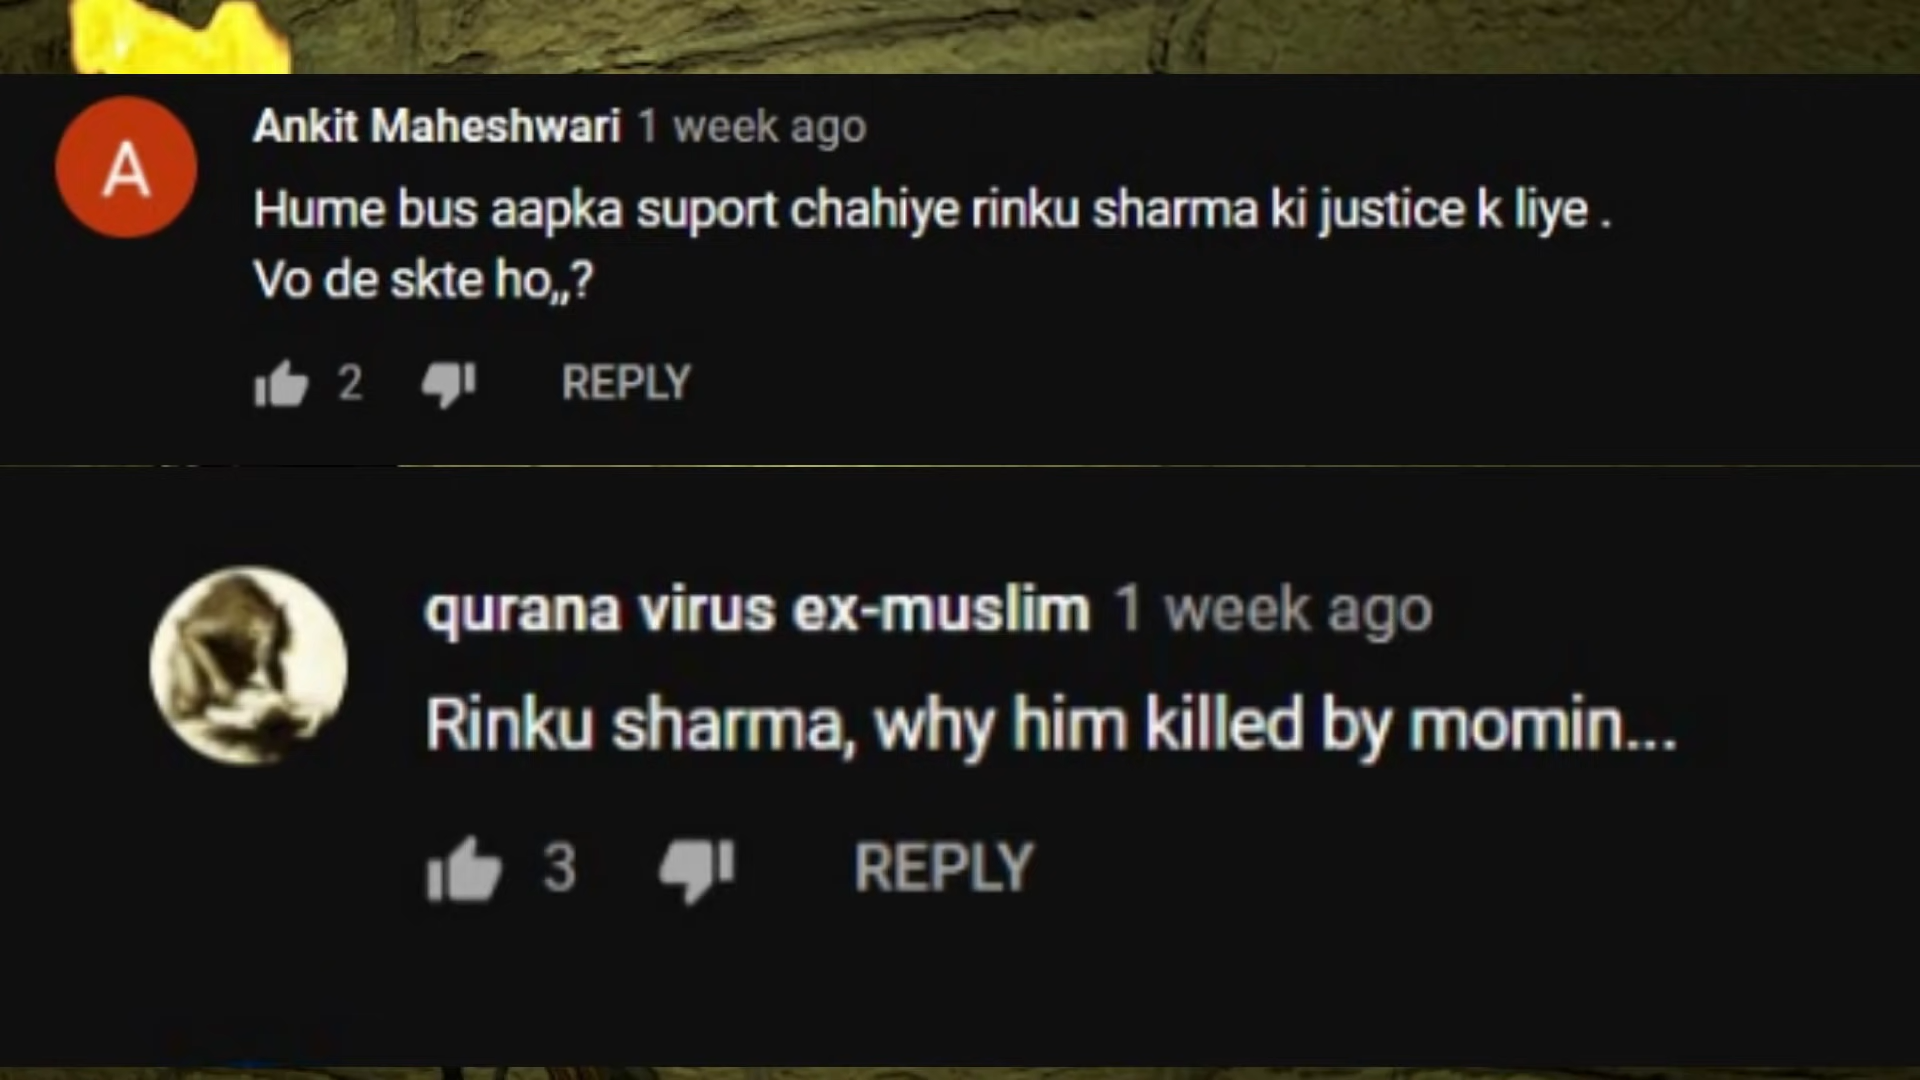 A
Ankit Maheshwari 1 week ago
Hume bus aapka suport chahiye rinku sharma ki justice k liye .
Vo de skte ho,,?
2 REPLY
qurana virus ex-muslim 1 week ago
Rinku sharma, why him killed by momin...
3 REPLY